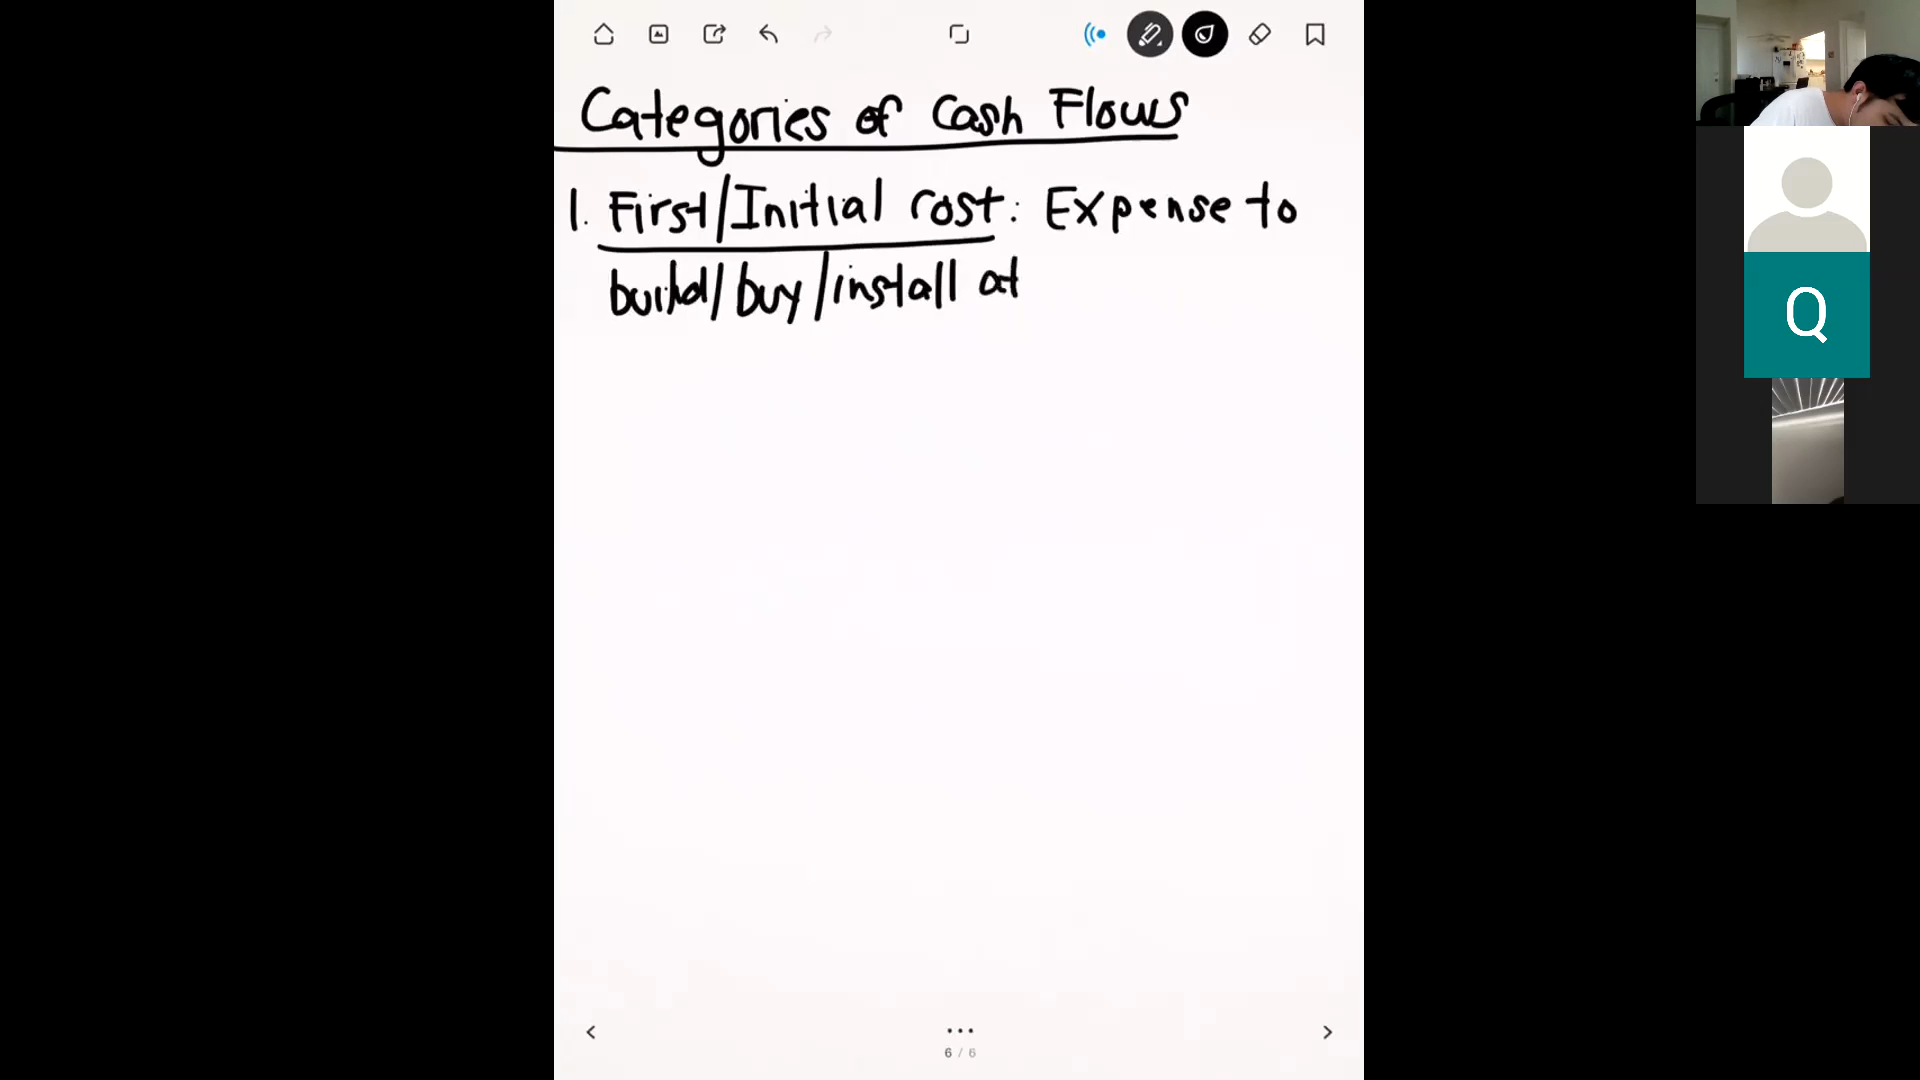 Categories of Cash Flows
1. First/Initial cost: Expense to
build/buy/install at
Q
6 / 6